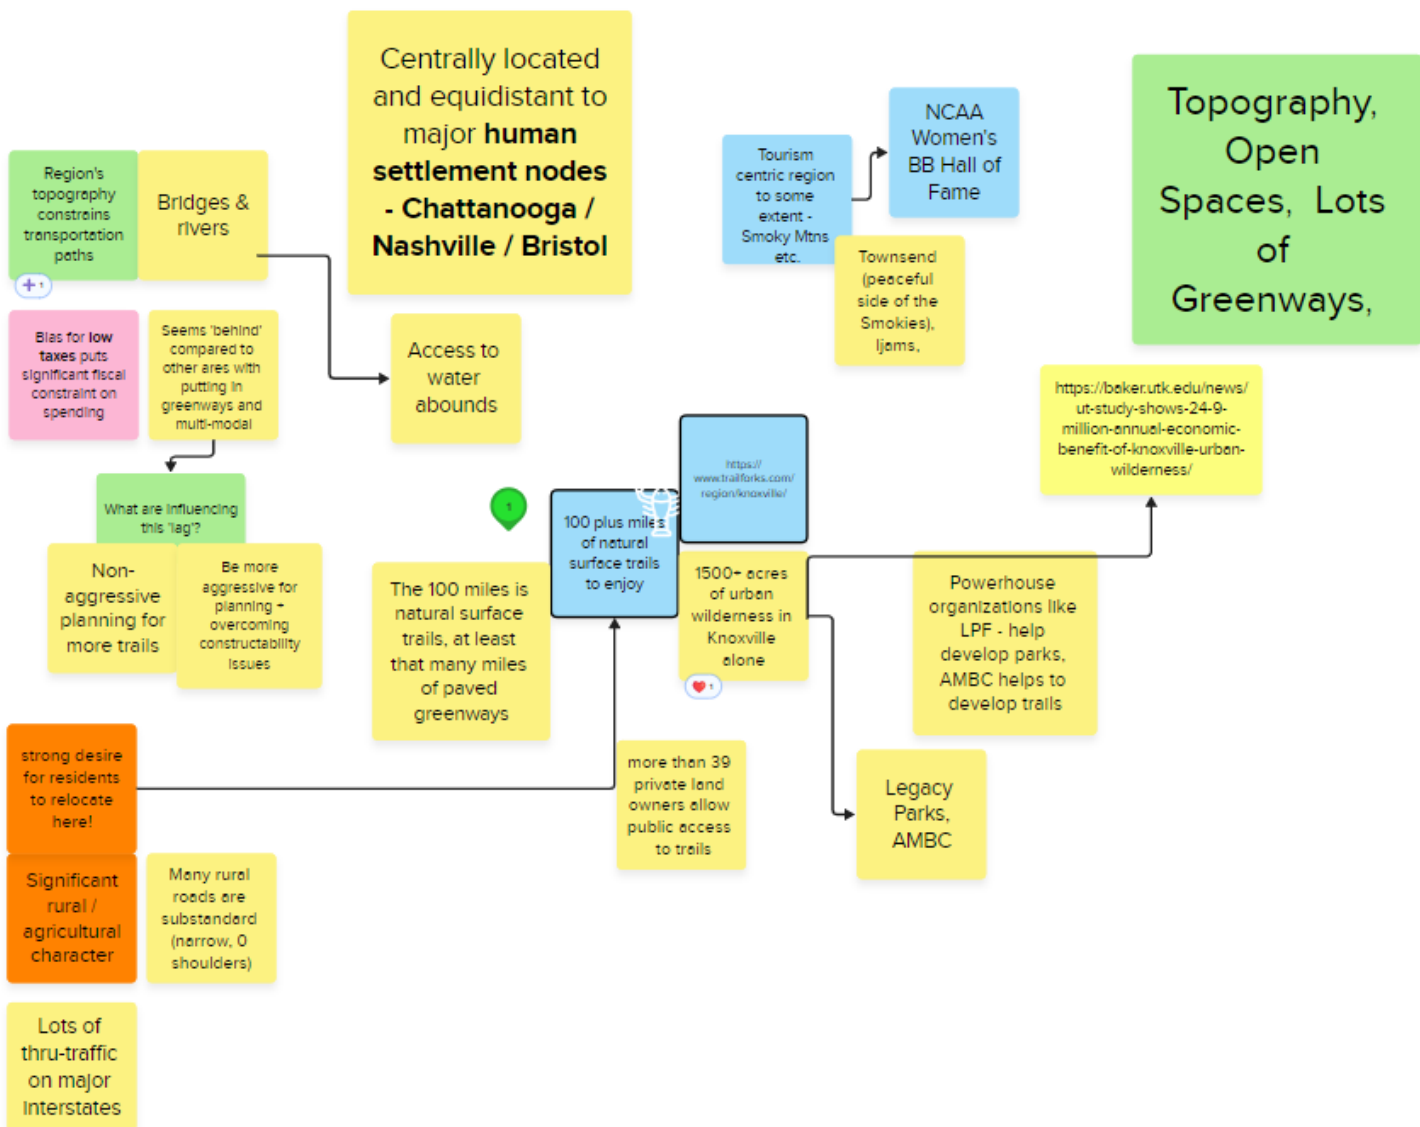 Centrally located
and equidistant to
major human
settlement nodes
- Chattanooga /
Nashville / Bristol
Topography,
Open
Spaces, Lots
of
Greenways,
NCAA
Women's
BB Hall of
Fame
Tourism
centric region
to some
extent -
Smoky Mtns
etc.
Townsend
(peaceful
side of the
Smokies),
Ijams,
Region's
topography
constrains
transportation
paths
1
Bridges &
rivers
Bias for low
taxes puts
significant fiscal
constraint on
spending
Seems 'behind'
compared to
other ares with
putting in
greenways and
multi-modal
Access to
water
abounds
https://baker.utk.edu/news/
ut-study-shows-24-9-
million-annual-economic-
benefit-of-knoxville-urban-
wilderness/
https://
www.trailforks.com/
region/knoxville/
What are influencing
this 'lag'?
1
100 plus miles
of natural
surface trails
to enjoy
Non-
aggressive
planning for
more trails
Be more
aggressive for
planning +
overcoming
constructability
issues
The 100 miles is
natural surface
trails, at least
that many miles
of paved
greenways
1500+ acres
of urban
wilderness in
Knoxville
alone
1
Powerhouse
organizations like
LPF - help
develop parks,
AMBC helps to
develop trails
strong desire
for residents
to relocate
here!
more than 39
private land
owners allow
public access
to trails
Legacy
Parks,
AMBC
Significant
rural /
agricultural
character
Many rural
roads are
substandard
(narrow, 0
shoulders)
Lots of
thru-traffic
on major
interstates